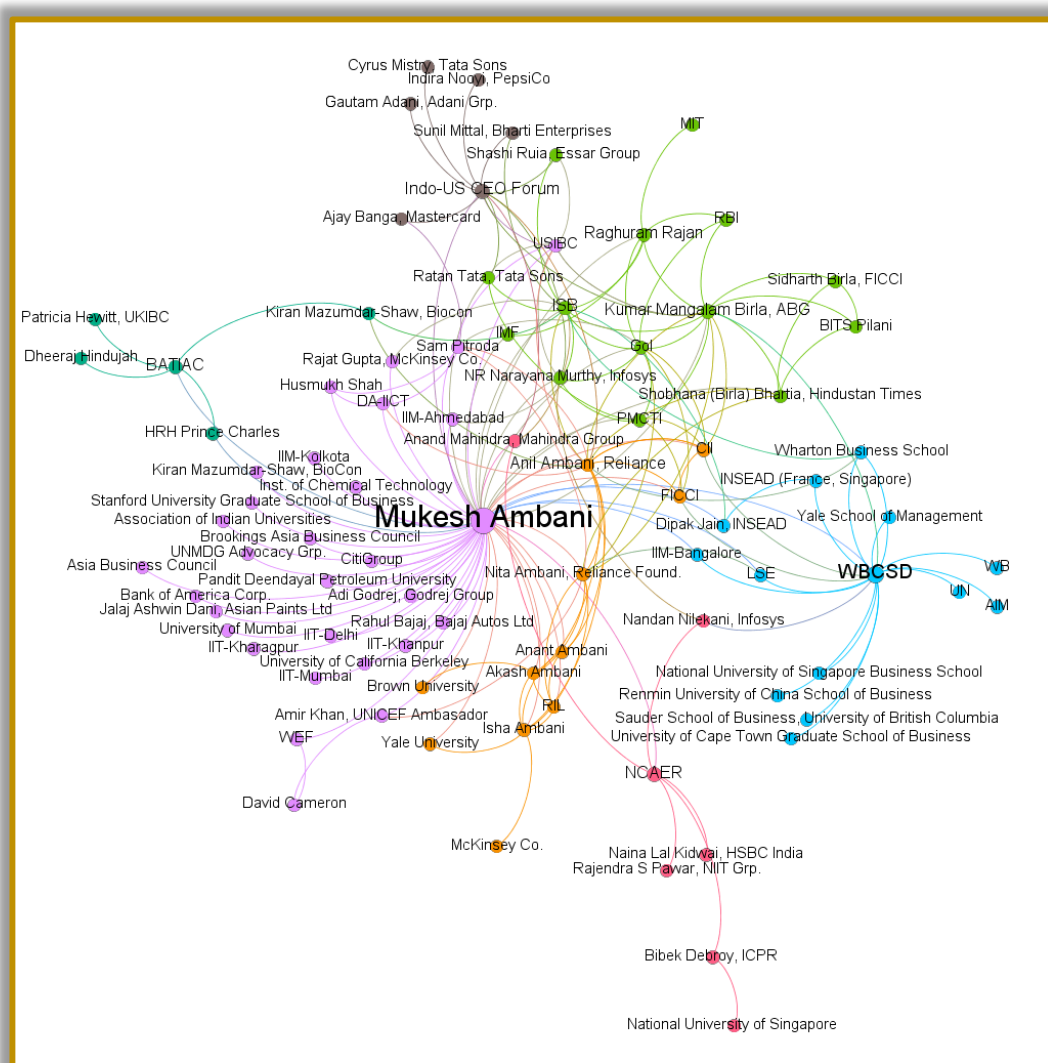 Cyrus Mistry, Tata Sons
Indira Nooyi, PepsiCo
Gautam Adani, Adani Grp.
Sunil Mittal, Bharti Enterprises
MIT
Shashi Ruia, Essar Group
Indo-US CEO Forum
Ajay Banga, Mastercard
RBI
Raghuram Rajan
USIBC
Ratan Tata, Tata Sons
Sidharth Birla, FICCI
ISB
Kumar Mangalam Birla, ABG
Kiran Mazumdar-Shaw, Biocon
Patricia Hewitt, UKIBC
BITS Pilani
IMF
Sam Pitroda
GoI
Dheeraj Hindujah
BATIAC
Rajat Gupta, McKinsey Co.
NR Narayana Murthy, Infosys
Husmukh Shah
Shobhana (Birla) Bhartia, Hindustan Times
DA-IICT
IIM-Ahmedabad
PMCTI
HRH Prince Charles
Anand Mahindra, Mahindra Group
CII
Wharton Business School
IIM-Kolkota
Anil Ambani, Reliance
Kiran Mazumdar-Shaw, BioCon
INSEAD (France, Singapore)
Inst. of Chemical Technology
FICCI
Stanford University Graduate School of Business
Mukesh Ambani
Yale School of Management
Association of Indian Universities
Dipak Jain, INSEAD
Brookings Asia Business Council
UNMDG Advocacy Grp.
CitiGroup
IIM-Bangalore
Asia Business Council
Pandit Deendayal Petroleum University
Nita Ambani, Reliance Found.
LSE
WBCSD
WB
UN
Bank of America Corp.
Adi Godrej, Godrej Group
AIM
Jalaj Ashwin Dani, Asian Paints Ltd
Rahul Bajaj, Bajaj Autos Ltd
Nandan Nilekani, Infosys
University of Mumbai
IIT-Delhi
IIT-Kharagpur
IIT-Khanpur
Anant Ambani
University of California Berkeley
Akash Ambani
National University of Singapore Business School
IIT-Mumbai
Brown University
Renmin University of China School of Business
RIL
Amir Khan, UNICEF Ambasador
Sauder School of Business, University of British Columbia
Isha Ambani
WEF
Yale University
University of Cape Town Graduate School of Business
NCAER
David Cameron
McKinsey Co.
Naina Lal Kidwai, HSBC India
Rajendra S Pawar, NIIT Grp.
Bibek Debroy, ICPR
National University of Singapore